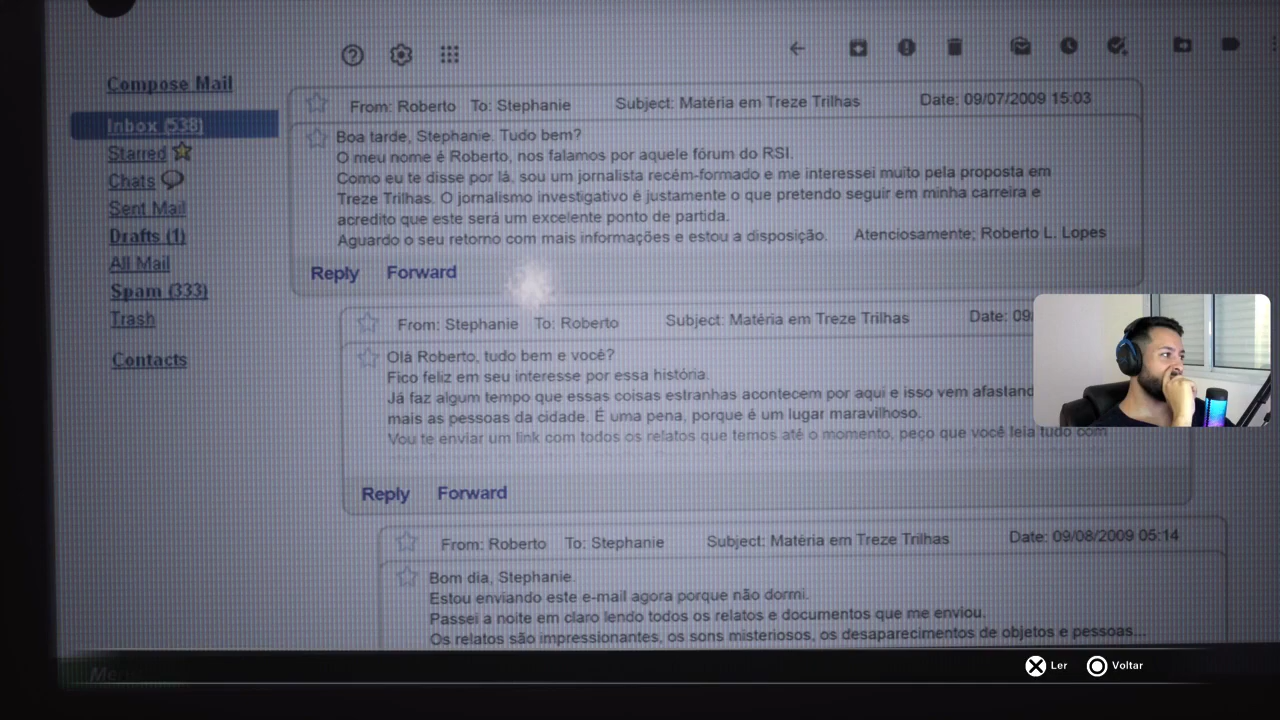 Compose Mail
Inbox (538)
Starred
Chats
Sent Mail
Drafts (1)
All Mail
Spam (333)
Trash
Contacts
From: Roberto To: Stephanie Subject: Matéria em Treze Trilhas Date: 09/07/2009 15:03
Boa tarde, Stephanie. Tudo bem?
O meu nome é Roberto, nos falamos por aquele fórum do RSI.
Como eu te disse por lá, sou um jornalista recém-formado e me interessei muito pela proposta em
Treze Trilhas. O jornalismo investigativo é justamente o que pretendo seguir em minha carreira e
acredito que este será um excelente ponto de partida.
Aguardo o seu retorno com mais informações e estou a disposição. Atenciosamente; Roberto L. Lopes
Reply Forward
From: Stephanie To: Roberto Subject: Matéria em Treze Trilhas Date: 09
Olá Roberto, tudo bem e você?
Fico feliz em seu interesse por essa história.
Já faz algum tempo que essas coisas estranhas acontecem por aqui e isso vem afastand
mais as pessoas da cidade. É uma pena, porque é um lugar maravilhoso.
Vou te enviar um link com todos os relatos que temos até o momento, peço que você leia tudo com
Reply Forward
From: Roberto To: Stephanie Subject: Matéria em Treze Trilhas Date: 09/08/2009 05:14
Bom dia, Stephanie.
Estou enviando este e-mail agora porque não dormi.
Passei a noite em claro lendo todos os relatos e documentos que me enviou.
Os relatos são impressionantes, os sons misteriosos, os desaparecimentos de objetos e pessoas...
Ler Voltar